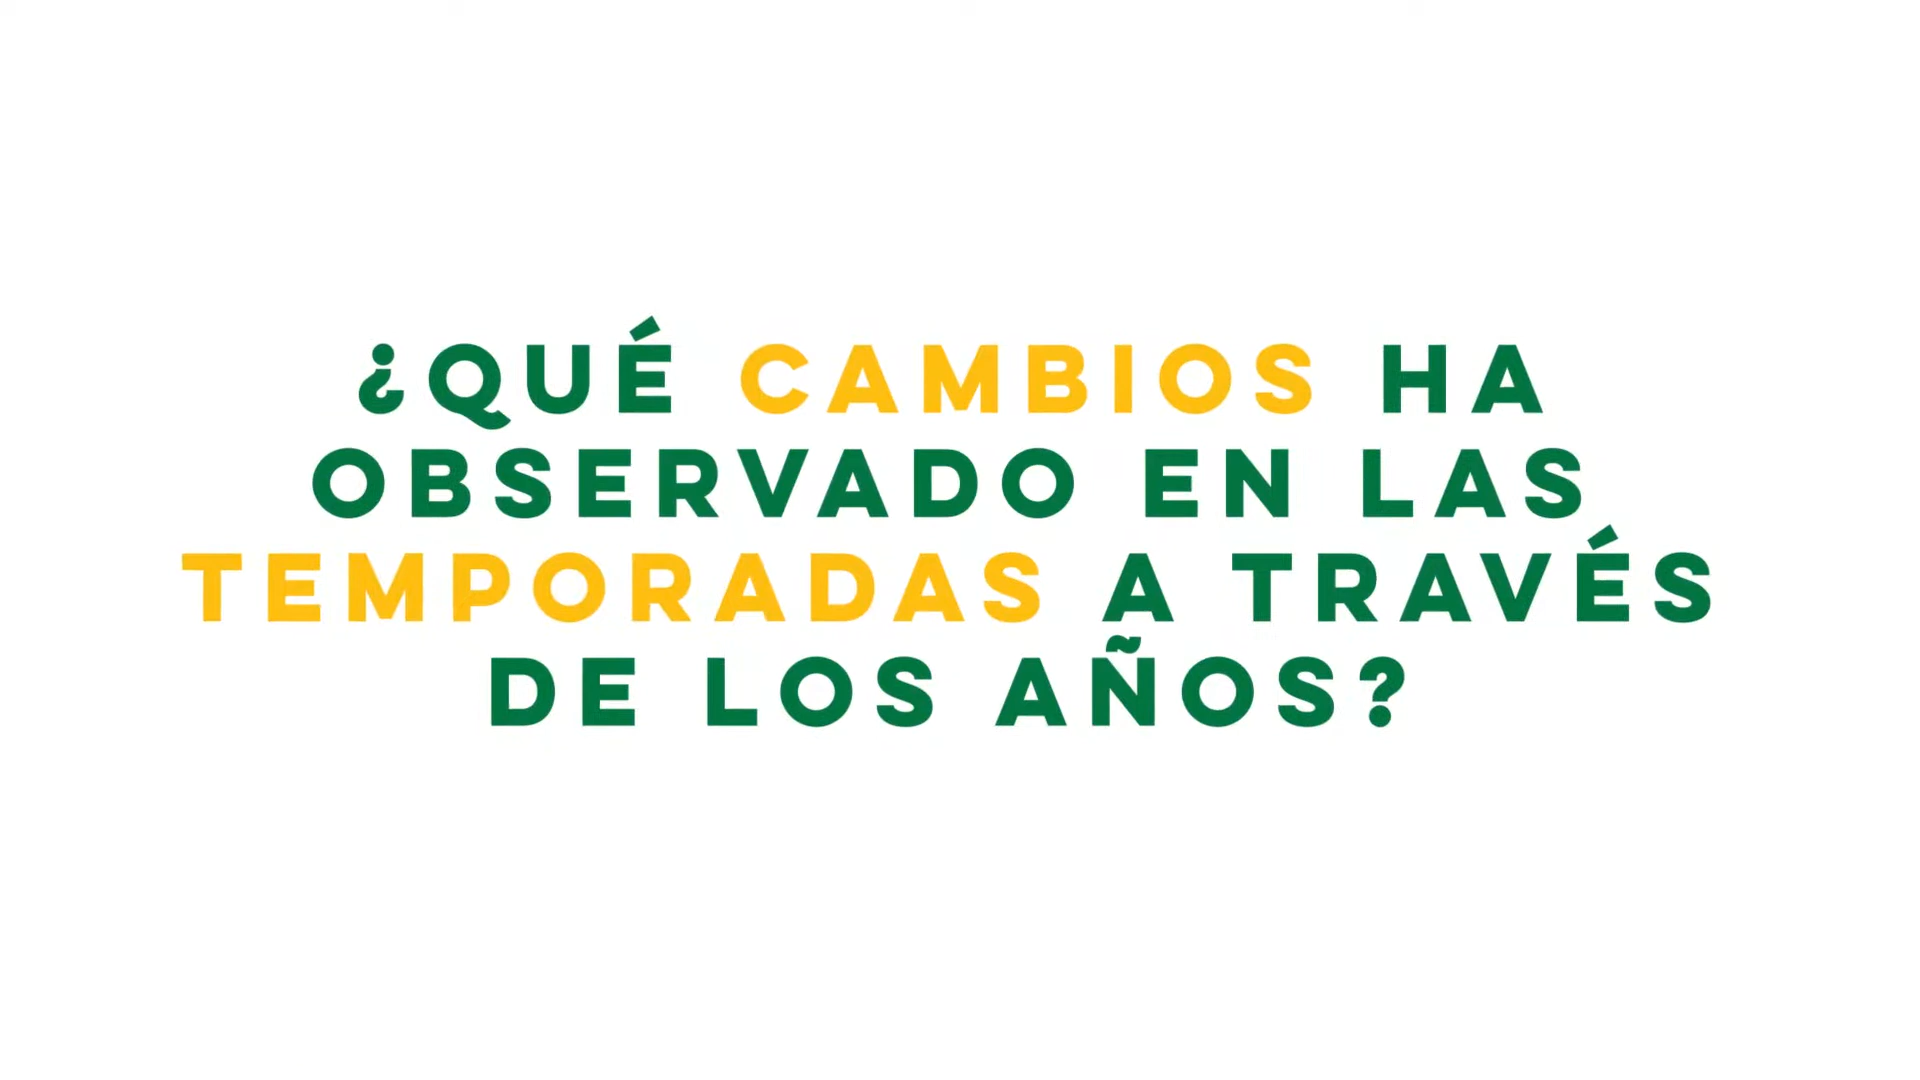 ¿QUÉ CAMBIOS HA
OBSERVADO EN LAS
TEMPORADAS A TRAVÉS
DE LOS AÑOS?